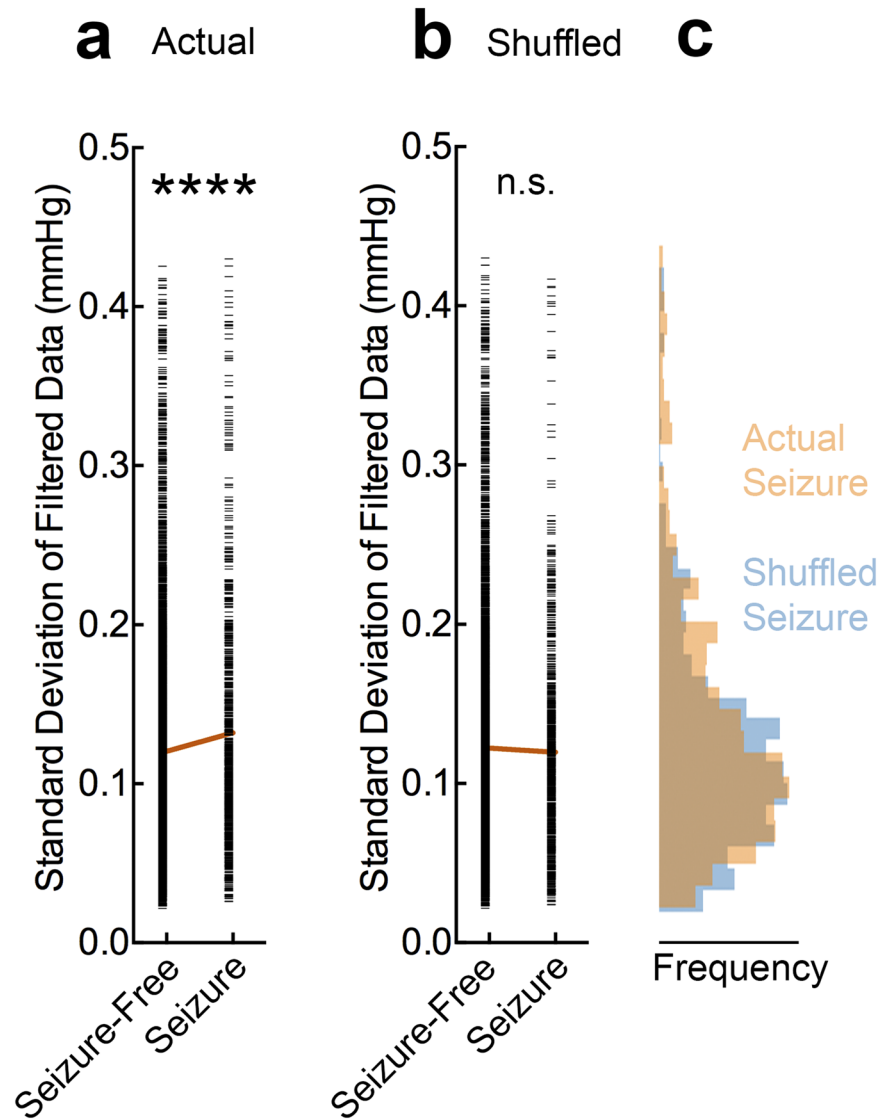 a Actual
b Shuffled
c
Standard Deviation of Filtered Data (mmHg)
0.5
0.4
0.3
0.2
0.1
0.0
****
Seizure-Free
Seizure
Standard Deviation of Filtered Data (mmHg)
0.5
0.4
0.3
0.2
0.1
0.0
n.s.
Seizure-Free
Seizure
Actual
Seizure
Shuffled
Seizure
Frequency